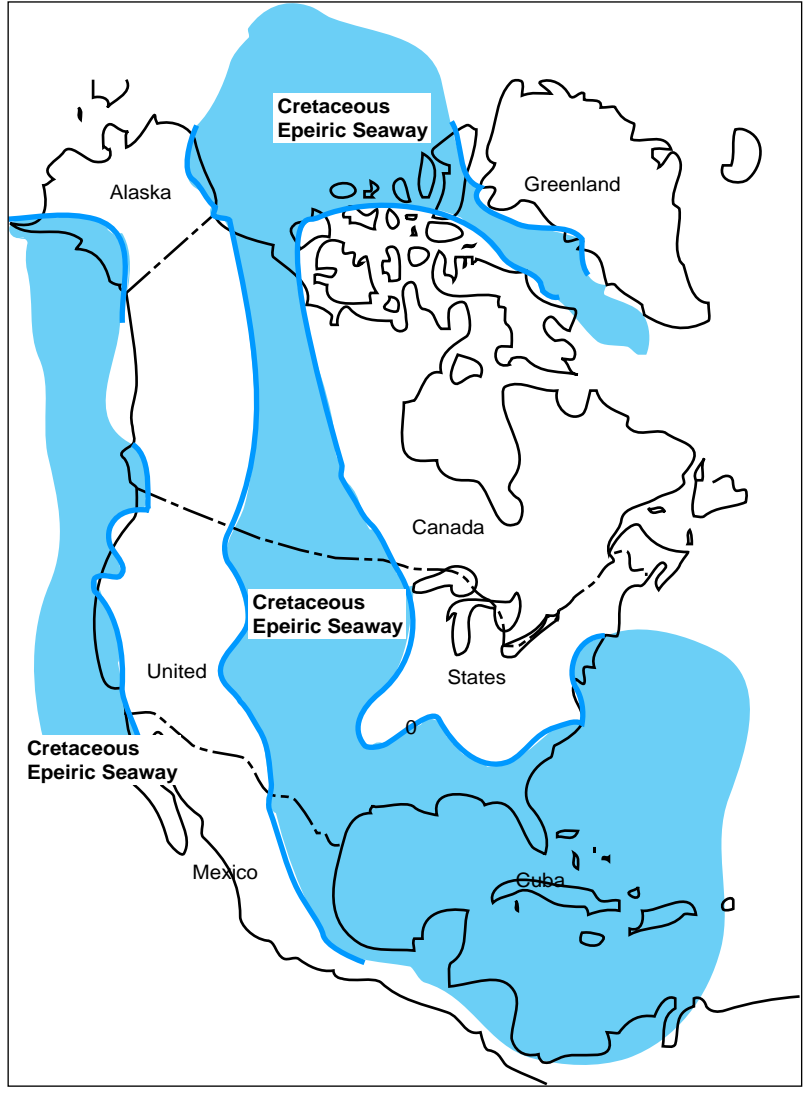 Cretaceous
Epeiric Seaway
Alaska
Greenland
Canada
Cretaceous
Epeiric Seaway
United
States
0
Cretaceous
Epeiric Seaway
Mexico
Cuba